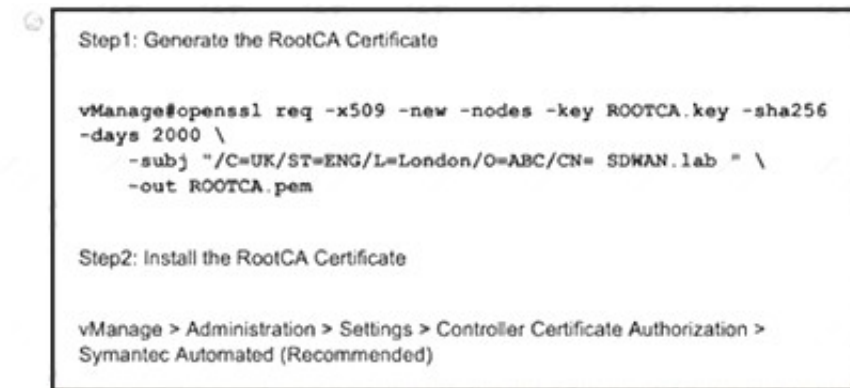 Step1: Generate the RootCA Certificate
vManage#openssl req -x509 -new -nodes -key ROOTCA.key -sha256
-days 2000 \
-subj "/C=UK/ST=ENG/L=London/O=ABC/CN= SDWAN.lab " \
-out ROOTCA.pem
Step2: Install the RootCA Certificate
vManage > Administration > Settings > Controller Certificate Authorization >
Symantec Automated (Recommended)